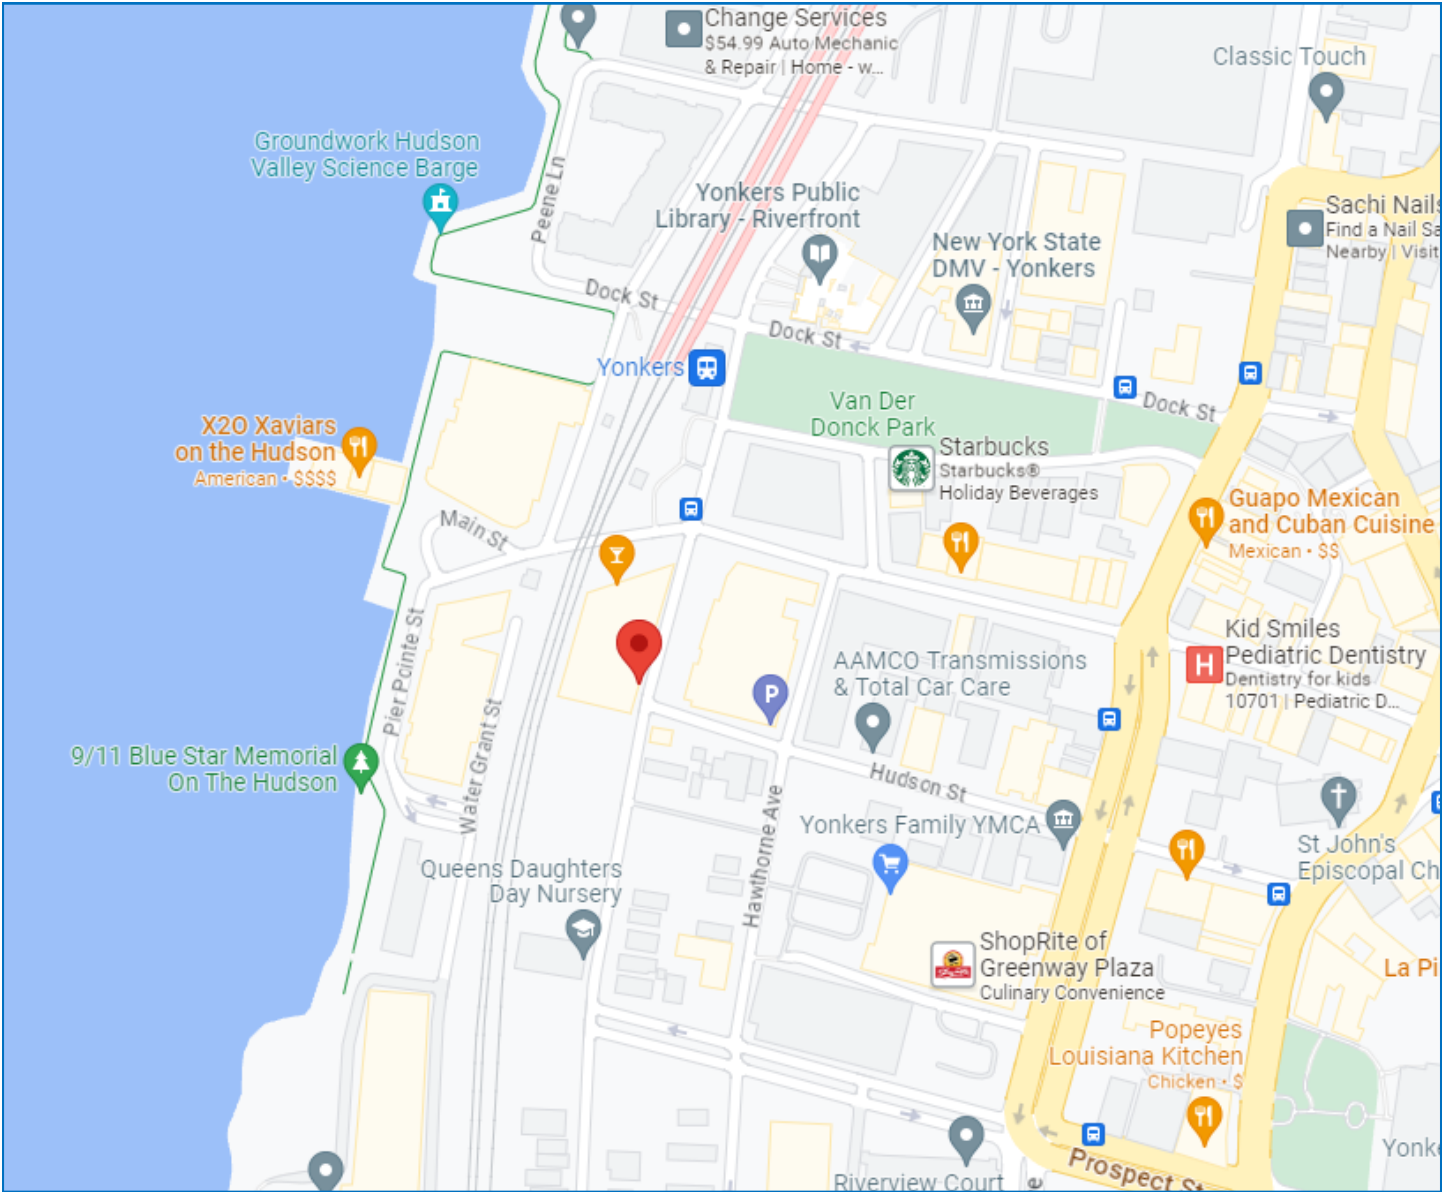 Change Services
$54.99 Auto Mechanic
& Repair | Home - w...
Classic Touch
Groundwork Hudson
Valley Science Barge
Peene Ln
Yonkers Public
Library - Riverfront
New York State
DMV - Yonkers
Sachi Nails
Find a Nail Sa
Nearby | Visit
Dock St
Dock St
Yonkers
Van Der
Donck Park
Dock St
X2O Xaviars
on the Hudson
American • $$$$
Starbucks
Starbucks®
Holiday Beverages
Guapo Mexican
and Cuban Cuisine
Mexican • $$
Main St
Pier Pointe St
Kid Smiles
Pediatric Dentistry
Dentistry for kids
10701 | Pediatric D...
H
AAMCO Transmissions
& Total Car Care
P
9/11 Blue Star Memorial
On The Hudson
Water Grant St
Hudson St
Hawthorne Ave
Yonkers Family YMCA
St John's
Episcopal Ch
Queens Daughters
Day Nursery
ShopRite of
Greenway Plaza
Culinary Convenience
La Pi
Popeyes
Louisiana Kitchen
Chicken • $
Yonke
Prospect St
Riverview Court
e